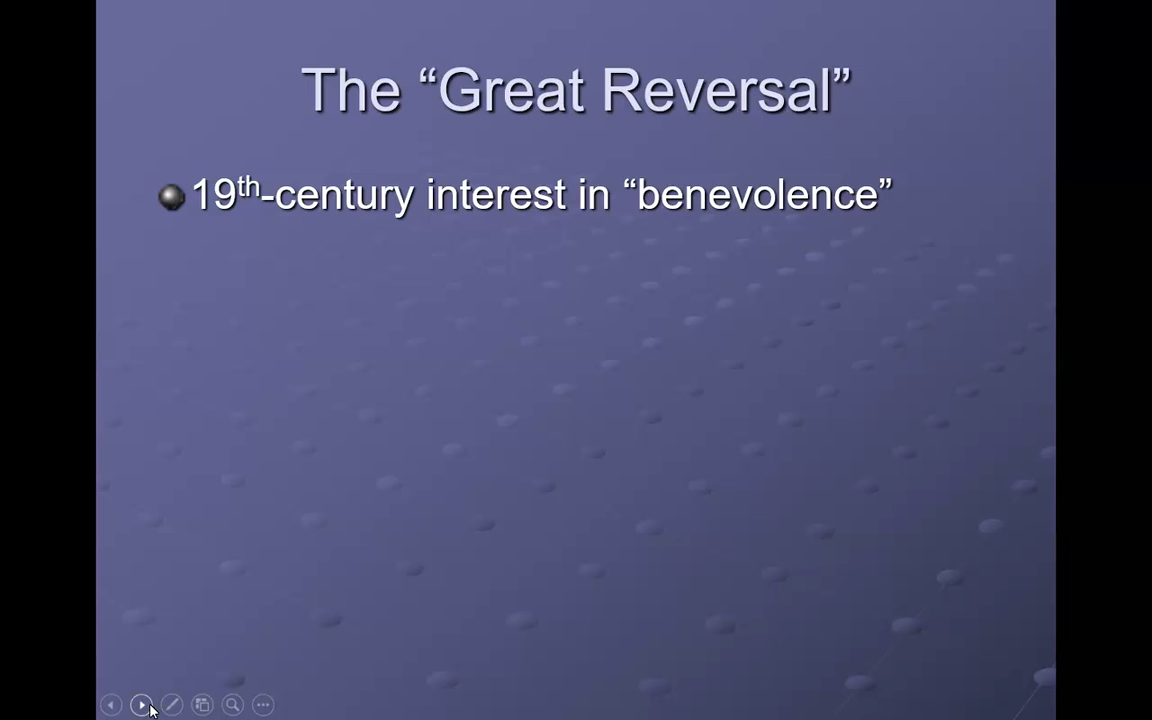 The “Great Reversal”
19th-century interest in “benevolence”